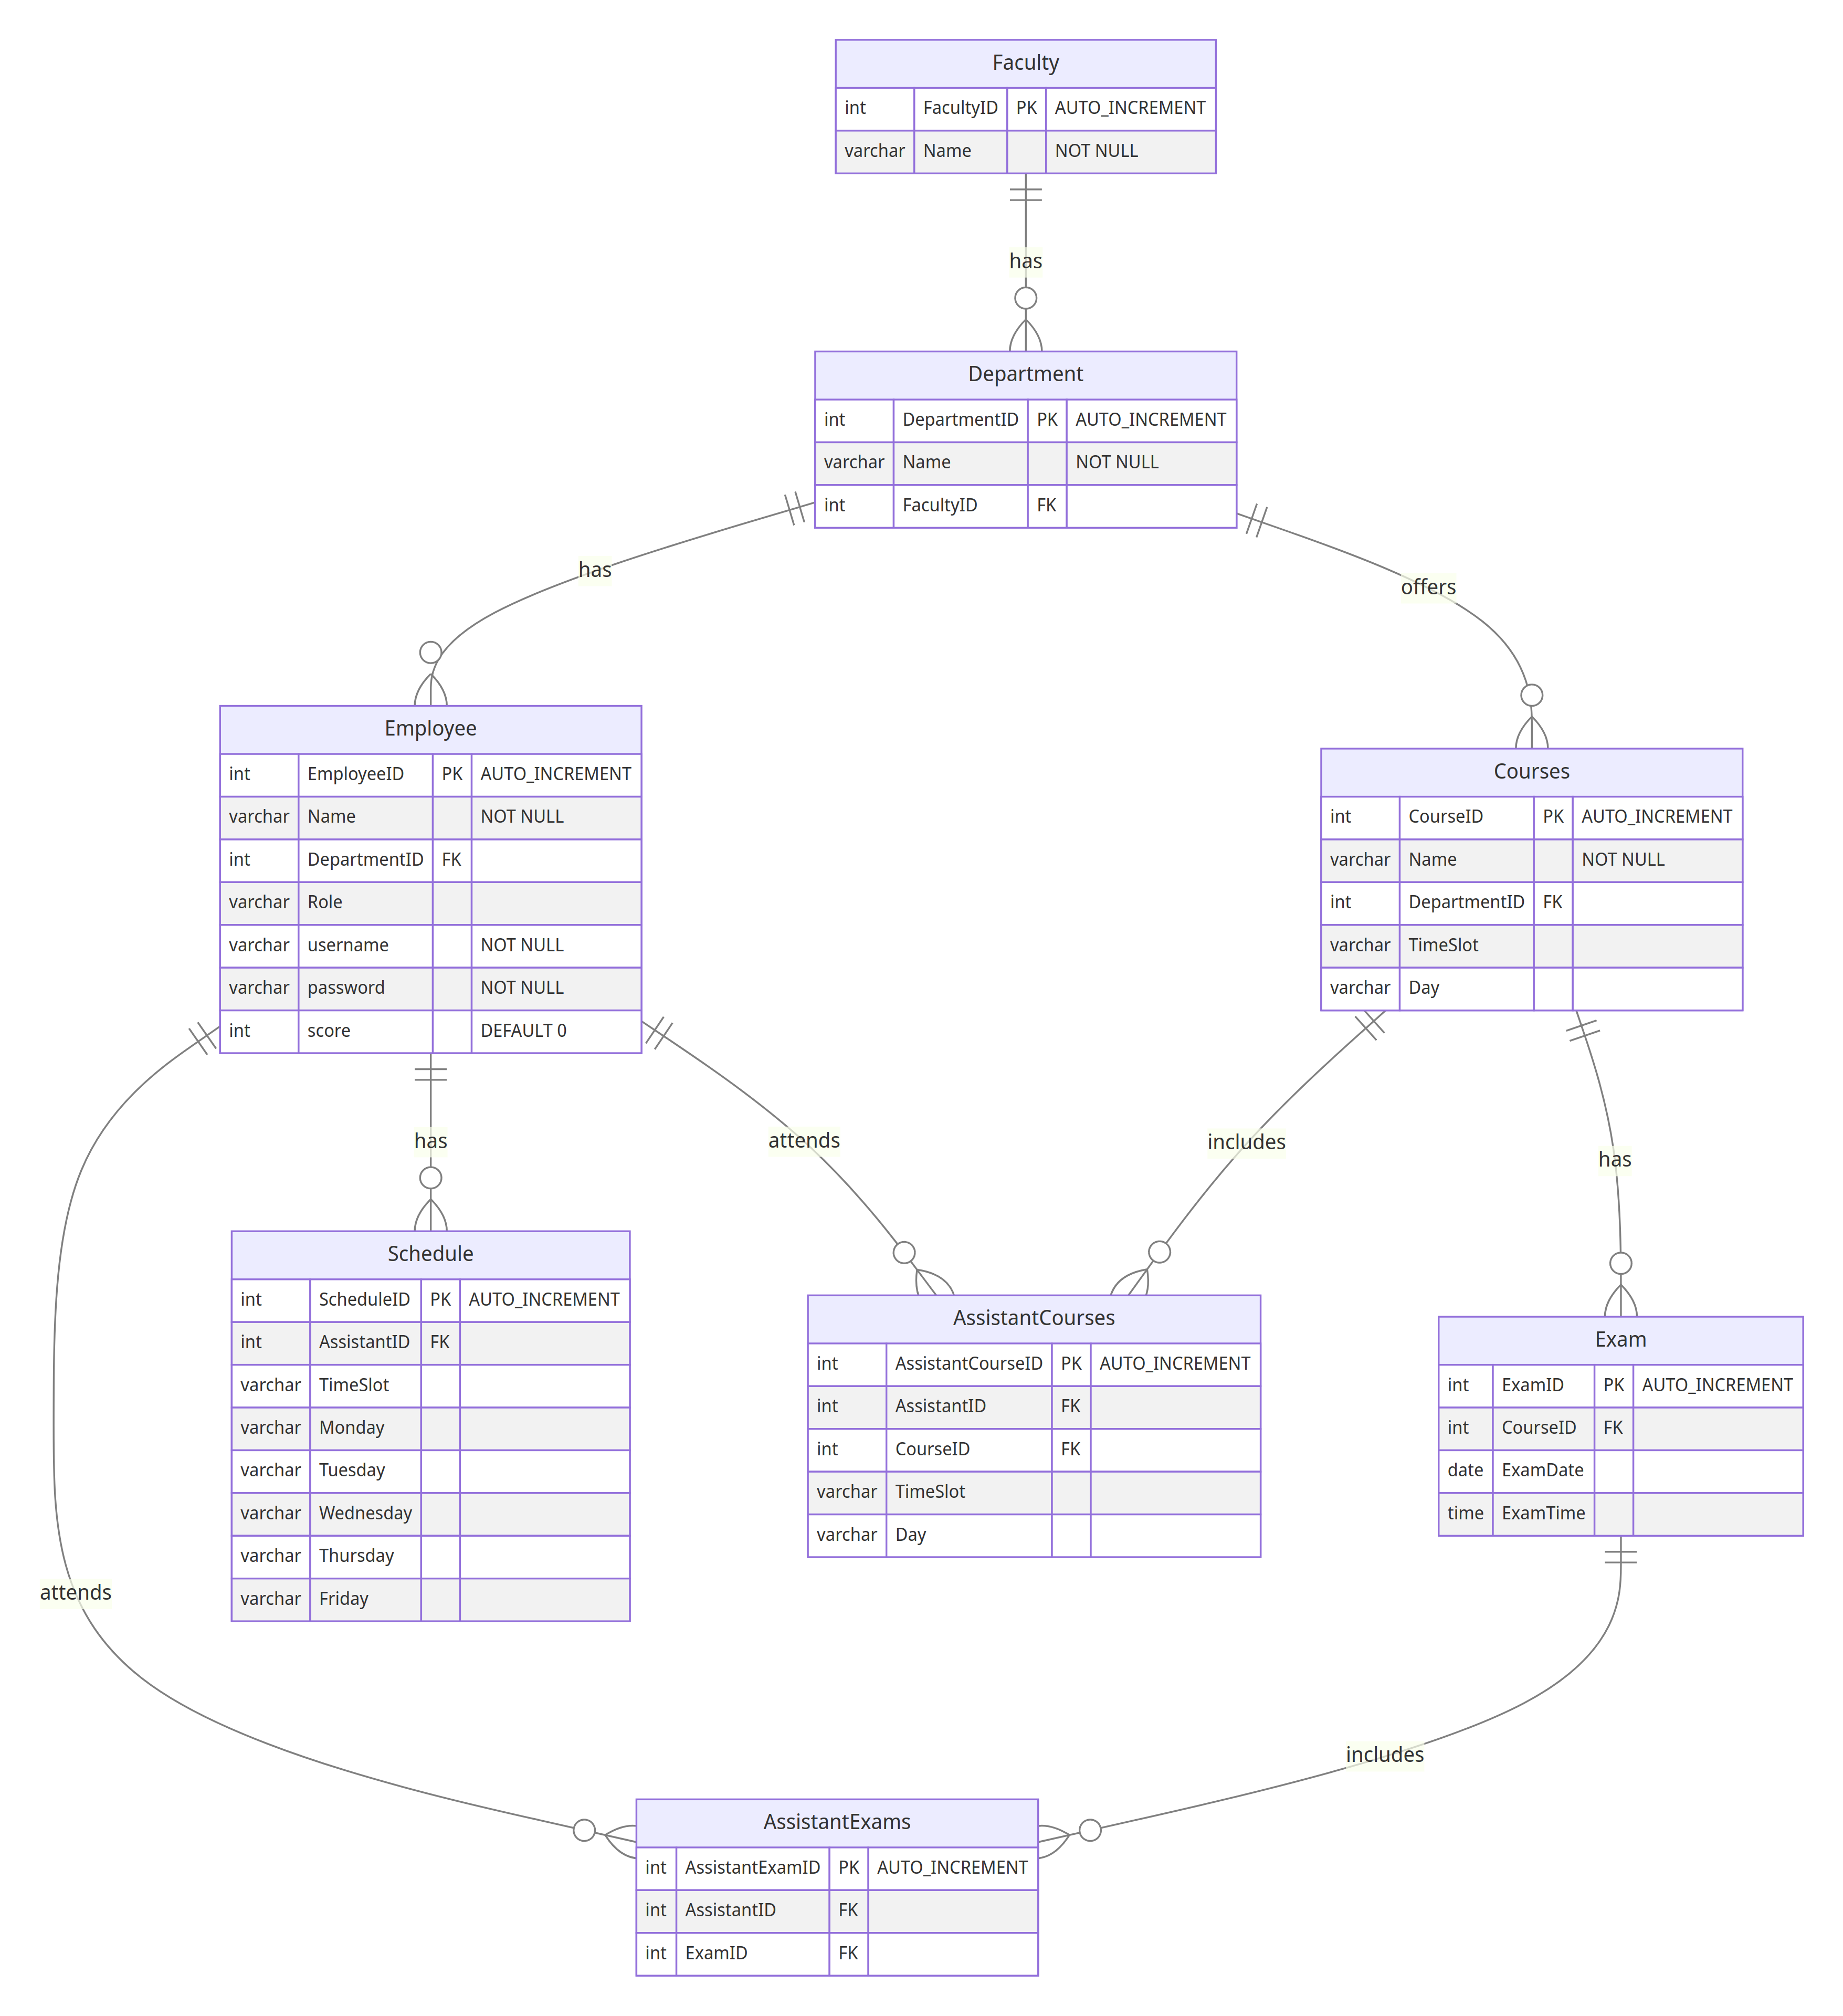 Faculty
int FacultyID PK AUTO_INCREMENT
varchar Name NOT NULL
has
Department
int DepartmentID PK AUTO_INCREMENT
varchar Name NOT NULL
int FacultyID FK
has
offers
Employee
int EmployeeID PK AUTO_INCREMENT
varchar Name NOT NULL
int DepartmentID FK
varchar Role
varchar username NOT NULL
varchar password NOT NULL
int score DEFAULT 0
Courses
int CourseID PK AUTO_INCREMENT
varchar Name NOT NULL
int DepartmentID FK
varchar TimeSlot
varchar Day
has
attends
includes
has
Schedule
int ScheduleID PK AUTO_INCREMENT
int AssistantID FK
varchar TimeSlot
varchar Monday
varchar Tuesday
varchar Wednesday
varchar Thursday
varchar Friday
AssistantCourses
int AssistantCourseID PK AUTO_INCREMENT
int AssistantID FK
int CourseID FK
varchar TimeSlot
varchar Day
Exam
int ExamID PK AUTO_INCREMENT
int CourseID FK
date ExamDate
time ExamTime
attends
includes
AssistantExams
int AssistantExamID PK AUTO_INCREMENT
int AssistantID FK
int ExamID FK